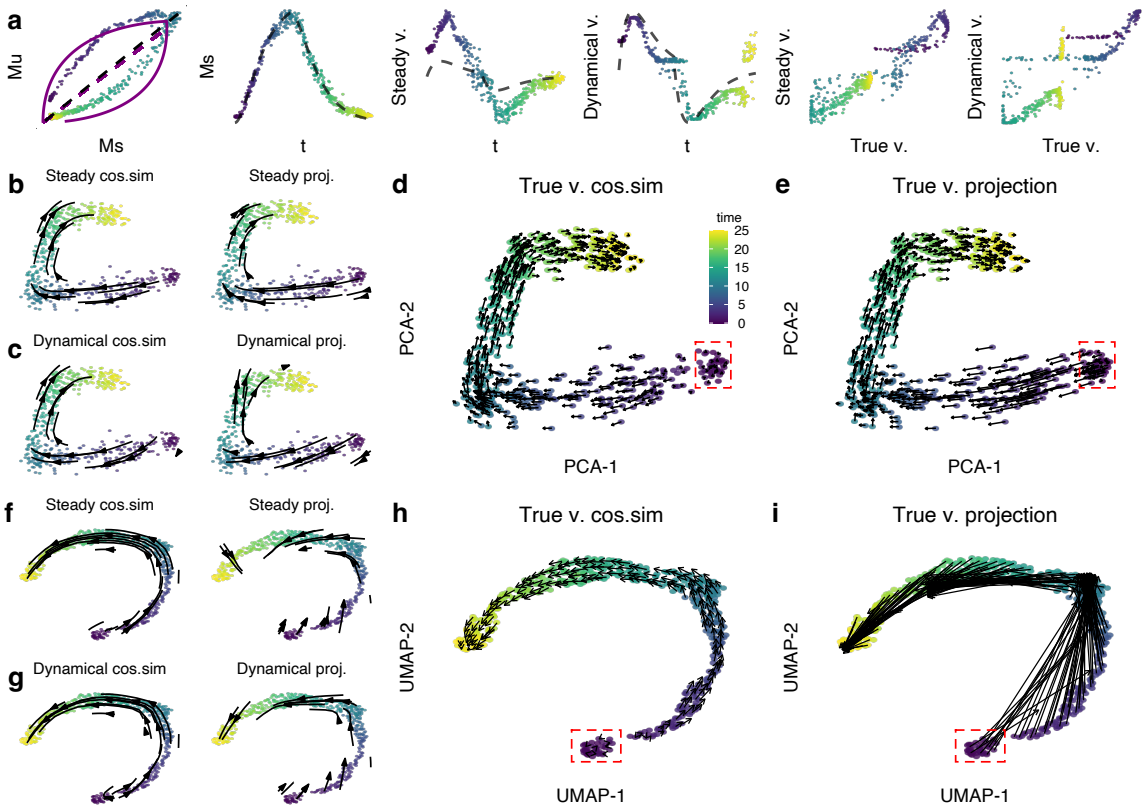 a
Mu
Ms
Ms
t
Steady v.
t
Dynamical v.
t
Steady v.
True v.
Dynamical v.
True v.
b
Steady cos.sim
Steady proj.
c
Dynamical cos.sim
Dynamical proj.
d
True v. cos.sim
time
25
20
15
10
5
0
PCA-2
PCA-1
e
True v. projection
PCA-2
PCA-1
f
Steady cos.sim
Steady proj.
g
Dynamical cos.sim
Dynamical proj.
h
True v. cos.sim
UMAP-2
UMAP-1
i
True v. projection
UMAP-2
UMAP-1